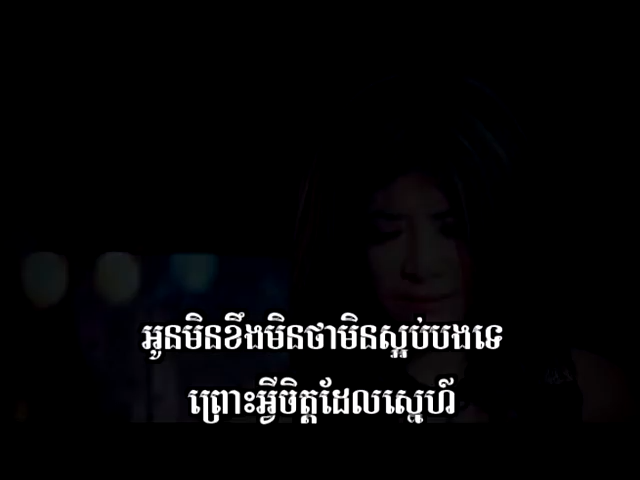 អូនមិនខឹងមិនថាមិនស្អប់បងទេ
ព្រោះអ្វីចិត្តដែលស្នេហ៍